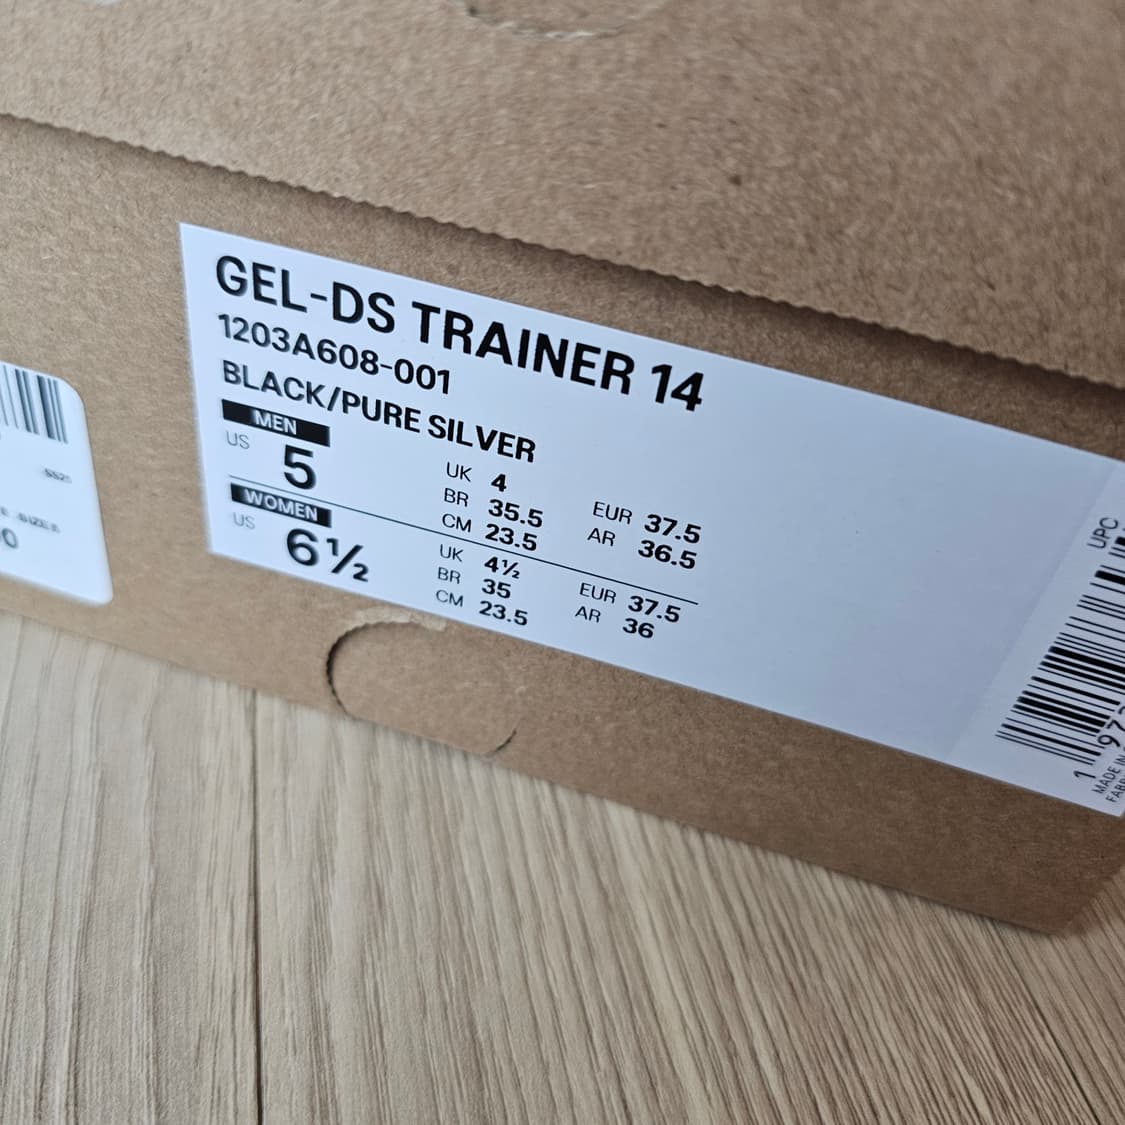 GEL-DS TRAINER 14
1203A608-001
BLACK/PURE SILVER
MEN
US 5
UK 4
BR 35.5 EUR 37.5
CM 23.5 AR 36.5
WOMEN
US 6½
UK 4½
BR 35 EUR 37.5
CM 23.5 AR 36
UPC
1 97
MADE IN